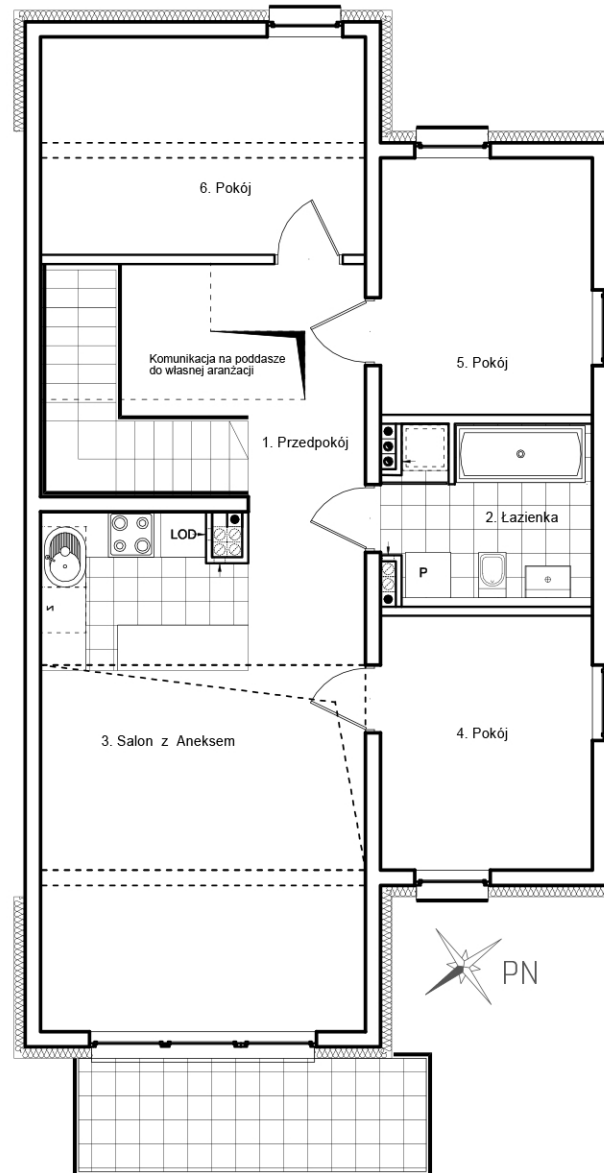 6. Pokój
Komunikacja na poddasze
do własnej aranżacji
5. Pokój
1. Przedpokój
2. Łazienka
LOD
P
N
3. Salon z Aneksem
4. Pokój
PN